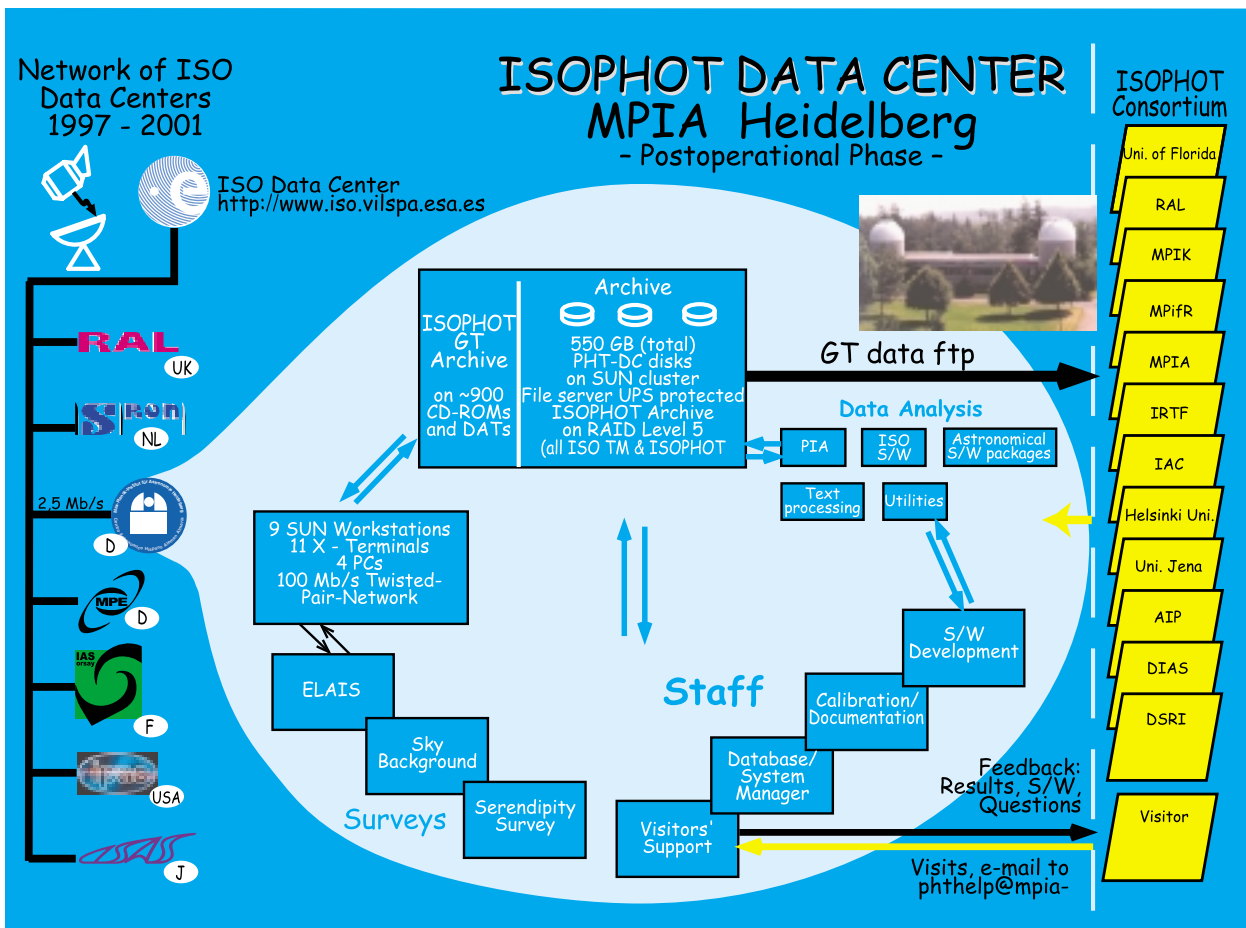 Network of ISO
Data Centers
1997 - 2001
ISO Data Center
http://www.iso.vilspa.esa.es
e
RAL
UK
SRON
NL
2,5 Mb/s
D
MPE
D
IAS
orsay
F
ipac
USA
ISAS
J
ISOPHOT DATA CENTER
MPIA Heidelberg
– Postoperational Phase –
ISOPHOT
GT
Archive
on ~900
CD-ROMs
and DATs
Archive
550 GB (total)
PHT-DC disks
on SUN cluster
File server UPS protected
ISOPHOT Archive
on RAID Level 5
(all ISO TM & ISOPHOT
GT data ftp
Data Analysis
PIA
ISO
S/W
Astronomical
S/W packages
Text
processing
Utilities
9 SUN Workstations
11 X - Terminals
4 PCs
100 Mb/s Twisted-
Pair-Network
ELAIS
Sky
Background
Serendipity
Survey
Surveys
Staff
S/W
Development
Calibration/
Documentation
Database/
System
Manager
Visitors'
Support
Feedback:
Results, S/W,
Questions
Visits, e-mail to
phthelp@mpia-
ISOPHOT
Consortium
Uni. of Florida
RAL
MPIK
MPifR
MPIA
IRTF
IAC
Helsinki Uni.
Uni. Jena
AIP
DIAS
DSRI
Visitor